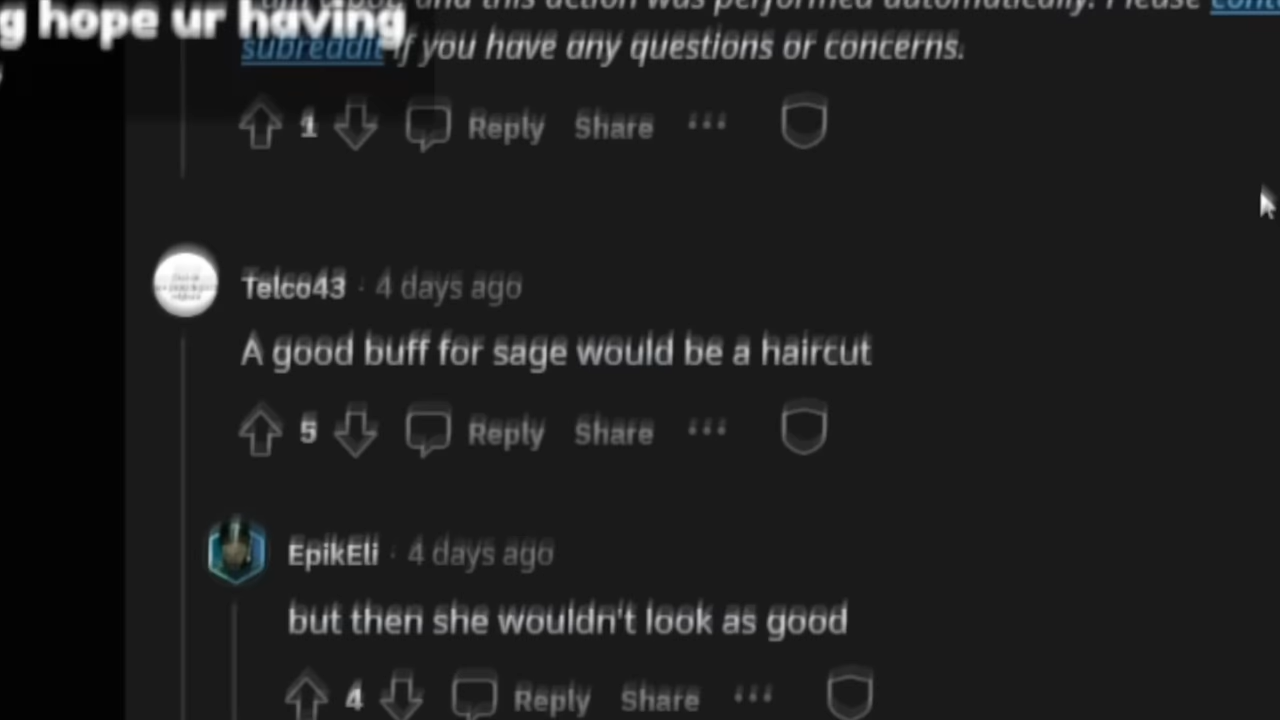 g hope ur having
and this action was performed automatically. Please
subreddit if you have any questions or concerns.
1 Reply Share ...
Telco43 · 4 days ago
A good buff for sage would be a haircut
5 Reply Share ...
EpikEli · 4 days ago
but then she wouldn't look as good
4 Reply Share ...